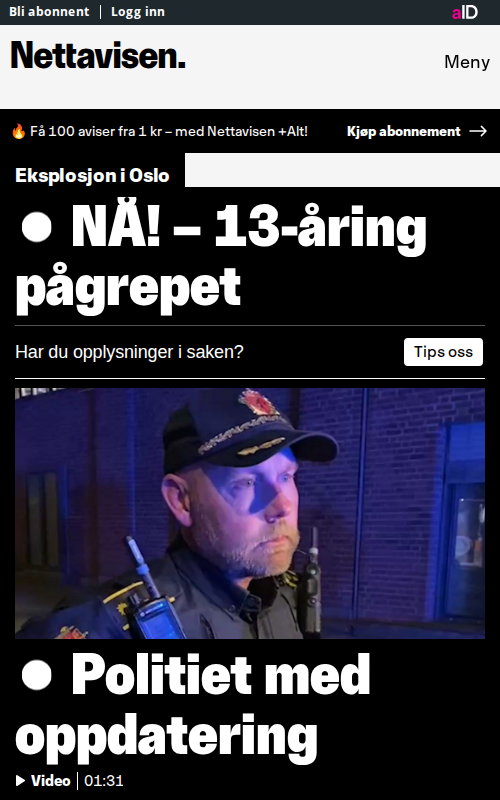 Bli abonnent | Logg inn aID
Nettavisen.
Meny
🔥 Få 100 aviser fra 1 kr – med Nettavisen +Alt! Kjøp abonnement →
Eksplosjon i Oslo
NÅ! – 13-åring
pågrepet
Har du opplysninger i saken? Tips oss
Politiet med
oppdatering
Video | 01:31